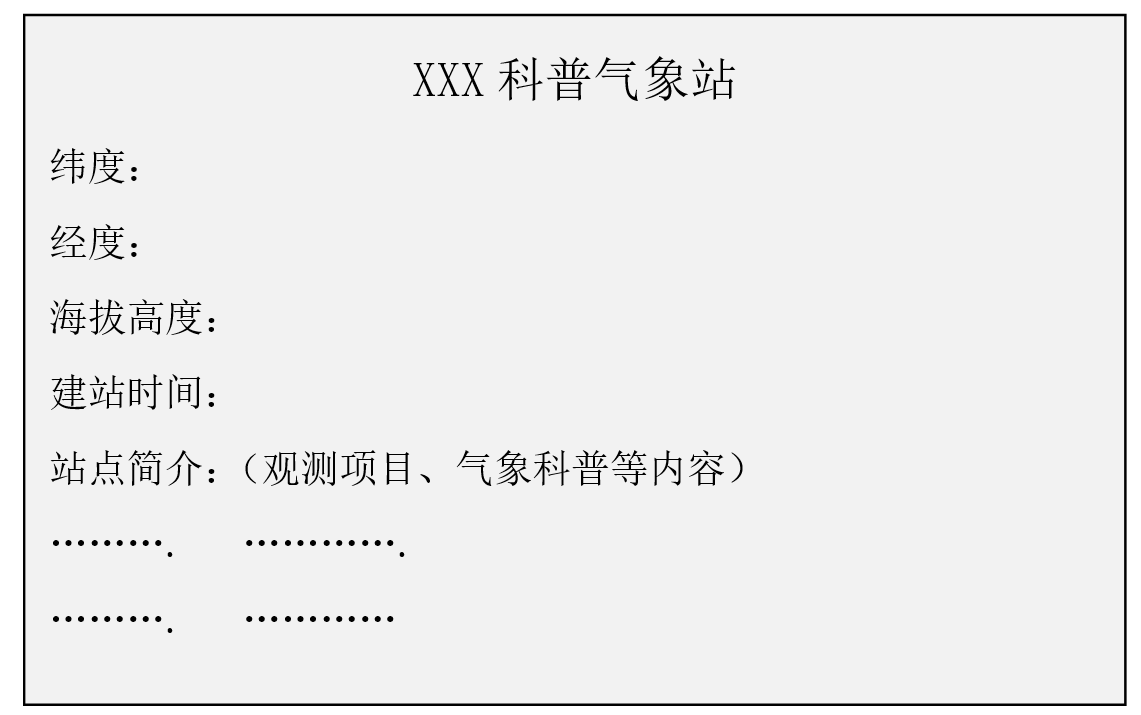 XXX 科普气象站
纬度：
经度：
海拔高度：
建站时间：
站点简介：（观测项目、气象科普等内容）
……….　…………．
……….　…………